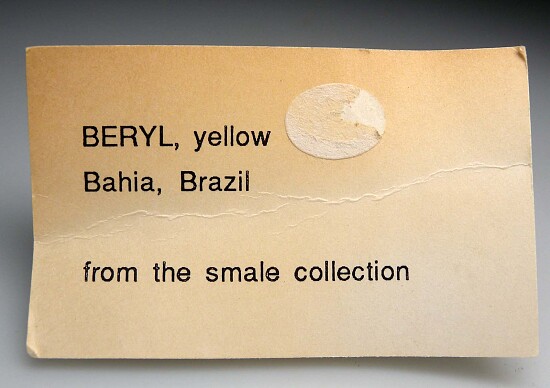 BERYL, yellow
Bahia, Brazil
from the smale collection